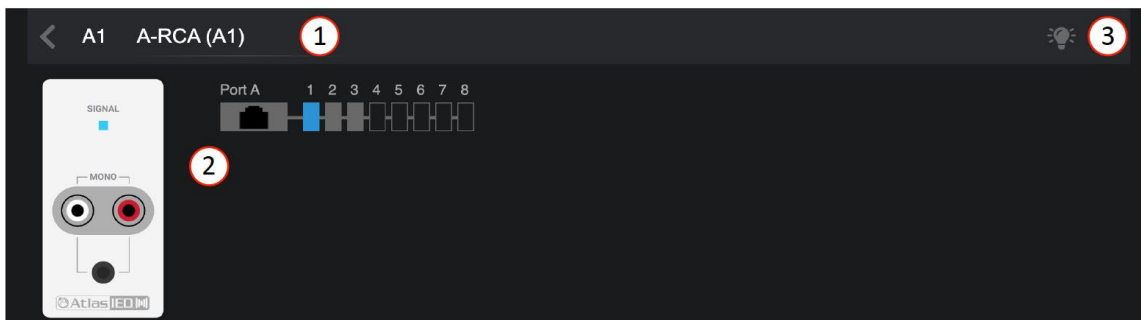 A1 A-RCA (A1) 1 3
SIGNAL
Port A 1 2 3 4 5 6 7 8
2
MONO
AtlasIED